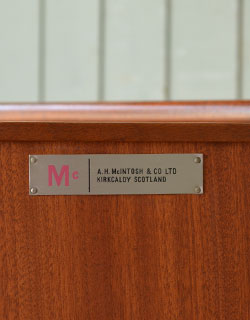 Mc
A.H. McINTOSH & CO LTD
KIRKCALDY SCOTLAND